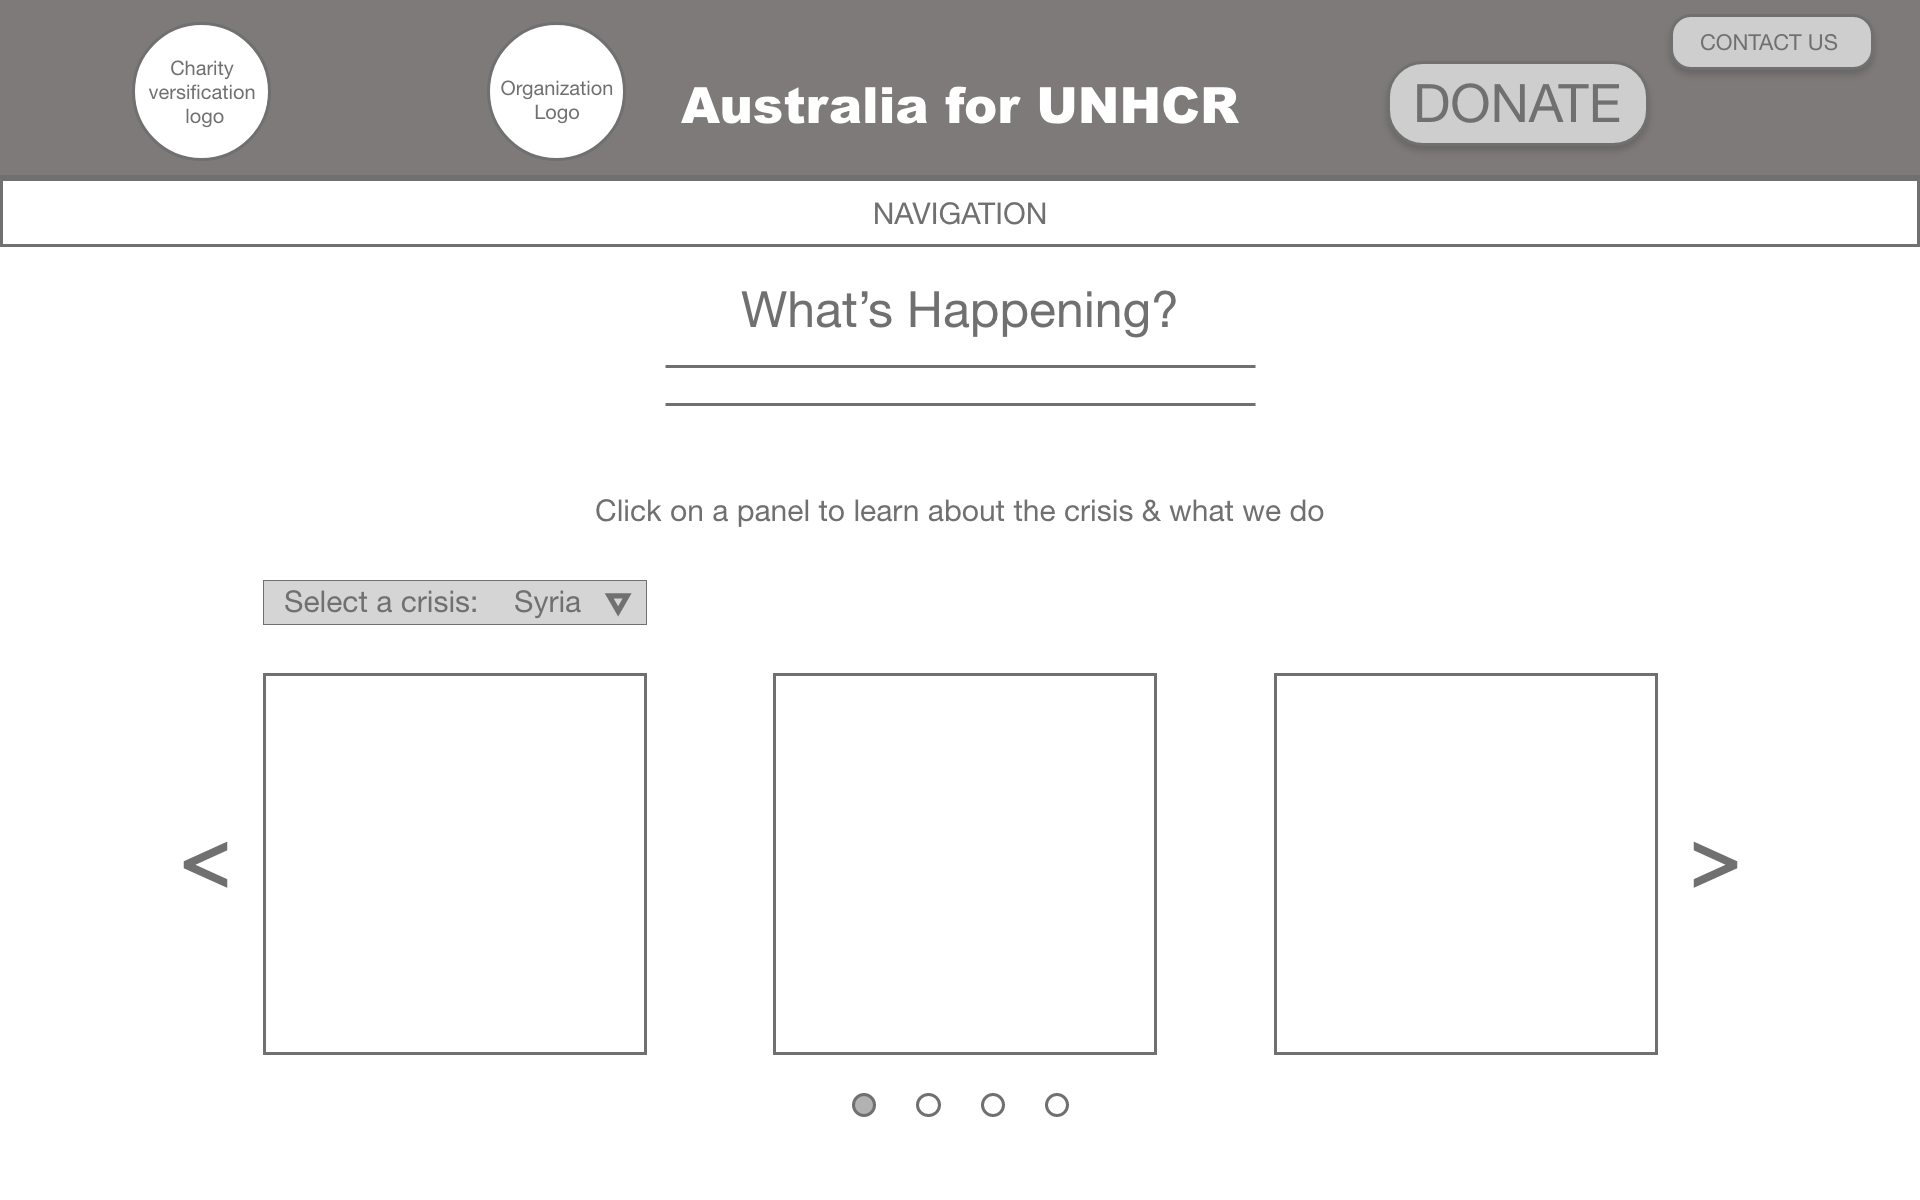 Charity
versification
logo
Organization
Logo
Australia for UNHCR
DONATE
CONTACT US
NAVIGATION
What’s Happening?
Click on a panel to learn about the crisis & what we do
Select a crisis: Syria
<
>